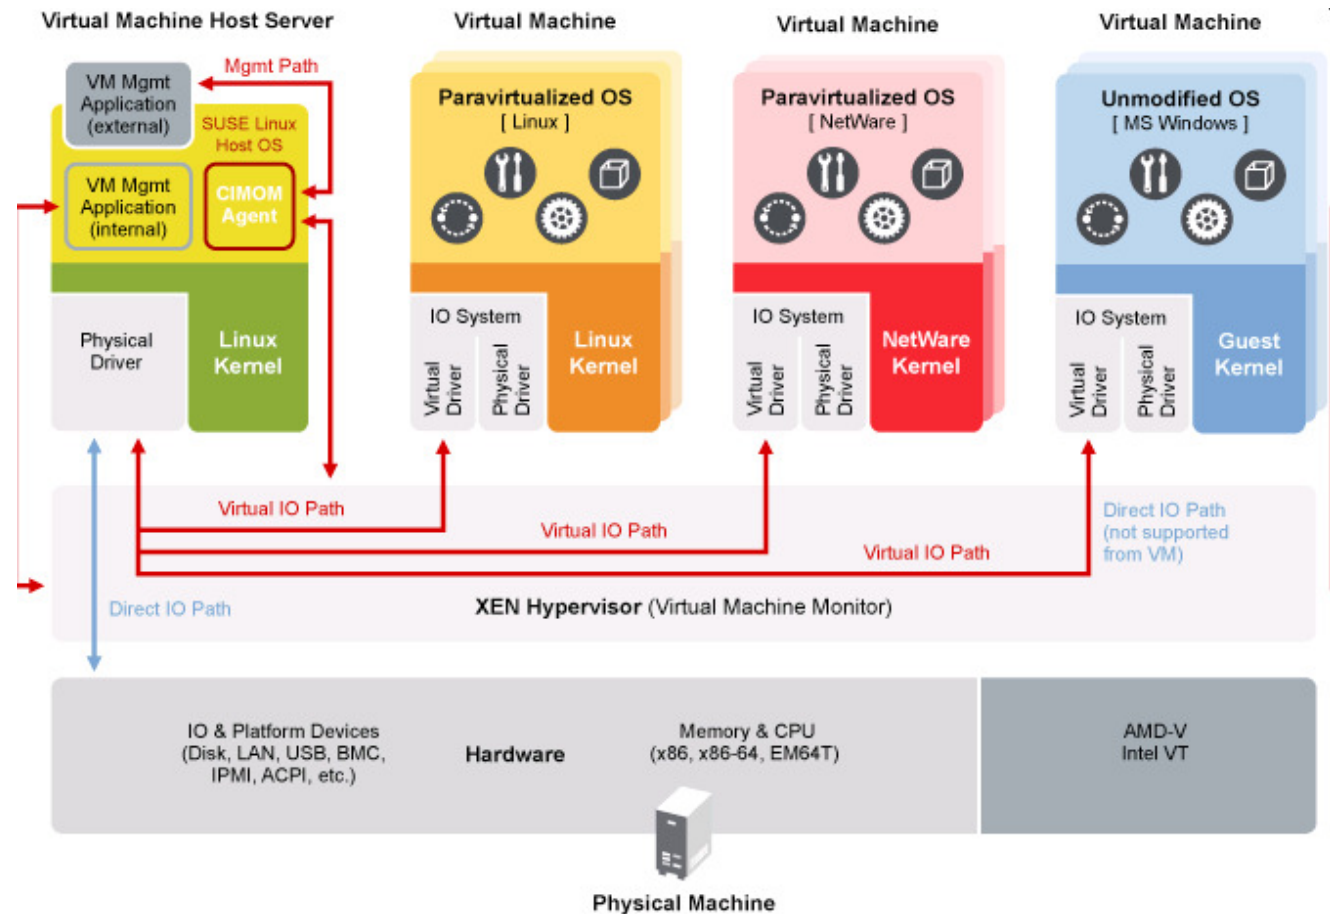 Virtual Machine Host Server
Virtual Machine
Virtual Machine
Virtual Machine
Mgmt Path
VM Mgmt
Application
(external)
SUSE Linux
Host OS
VM Mgmt
Application
(internal)
CIMOM
Agent
Physical
Driver
Linux
Kernel
Paravirtualized OS
[ Linux ]
IO System
Virtual
Driver
Physical
Driver
Linux
Kernel
Paravirtualized OS
[ NetWare ]
IO System
Virtual
Driver
Physical
Driver
NetWare
Kernel
Unmodified OS
[ MS Windows ]
IO System
Virtual
Driver
Physical
Driver
Guest
Kernel
Virtual IO Path
Virtual IO Path
Virtual IO Path
Direct IO Path
(not supported
from VM)
Direct IO Path
XEN Hypervisor (Virtual Machine Monitor)
IO & Platform Devices
(Disk, LAN, USB, BMC,
IPMI, ACPI, etc.)
Hardware
Memory & CPU
(x86, x86-64, EM64T)
AMD-V
Intel VT
Physical Machine